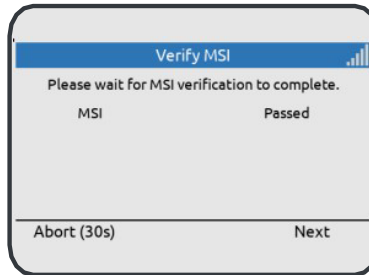 Verify MSI
Please wait for MSI verification to complete.
MSI Passed
Abort (30s) Next